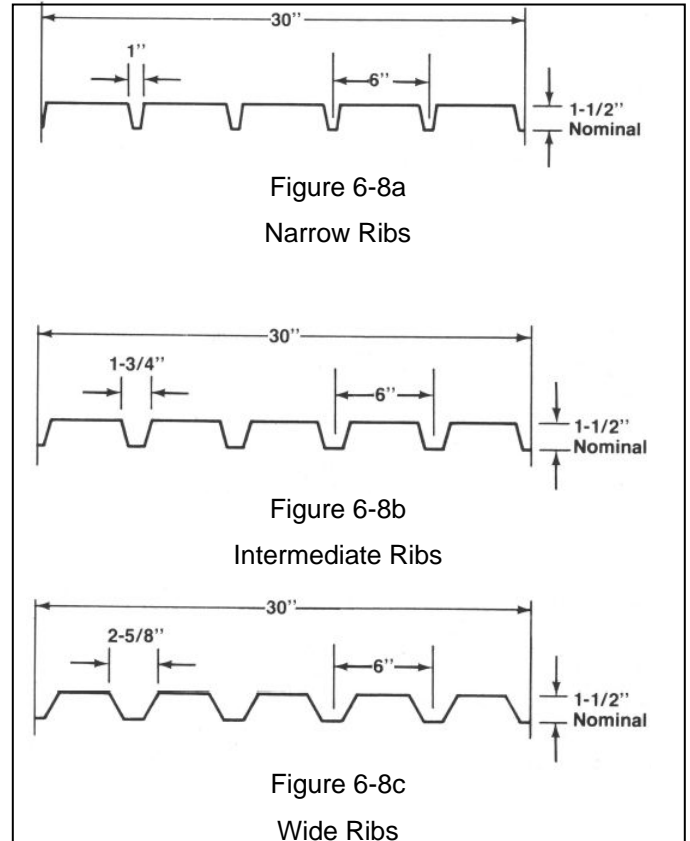 30''
1''
6''
1-1/2''
Nominal
Figure 6-8a
Narrow Ribs
30''
1-3/4''
6''
1-1/2''
Nominal
Figure 6-8b
Intermediate Ribs
30''
2-5/8''
6''
1-1/2''
Nominal
Figure 6-8c
Wide Ribs